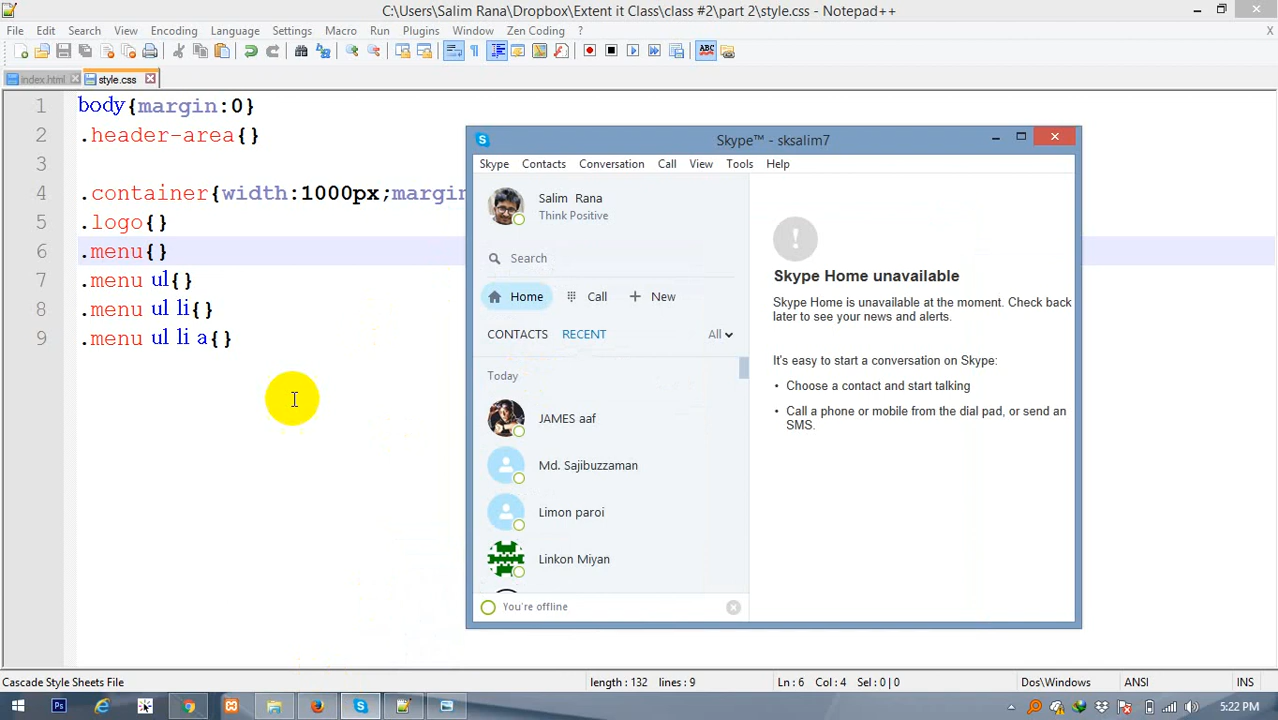 C:\Users\Salim Rana\Dropbox\Extent it Class\class #2\part 2\style.css - Notepad++
File Edit Search View Encoding Language Settings Macro Run Plugins Window Zen Coding ?
index.html style.css
1 body{margin:0}
2 .header-area{}
3
4 .container{width:1000px;margin
5 .logo{}
6 .menu{}
7 .menu ul{}
8 .menu ul li{}
9 .menu ul li a{}
Skype™ - sksalim7
Skype Contacts Conversation Call View Tools Help
Salim Rana
Think Positive
Search
Home Call New
CONTACTS RECENT All
Today
JAMES aaf
Md. Sajibuzzaman
Limon paroi
Linkon Miyan
You're offline
Skype Home unavailable
Skype Home is unavailable at the moment. Check back
later to see your news and alerts.
It's easy to start a conversation on Skype:
• Choose a contact and start talking
• Call a phone or mobile from the dial pad, or send an
SMS.
Cascade Style Sheets File length : 132 lines : 9 Ln : 6 Col : 4 Sel : 0 | 0 Dos\Windows ANSI INS
Ps 5:22 PM